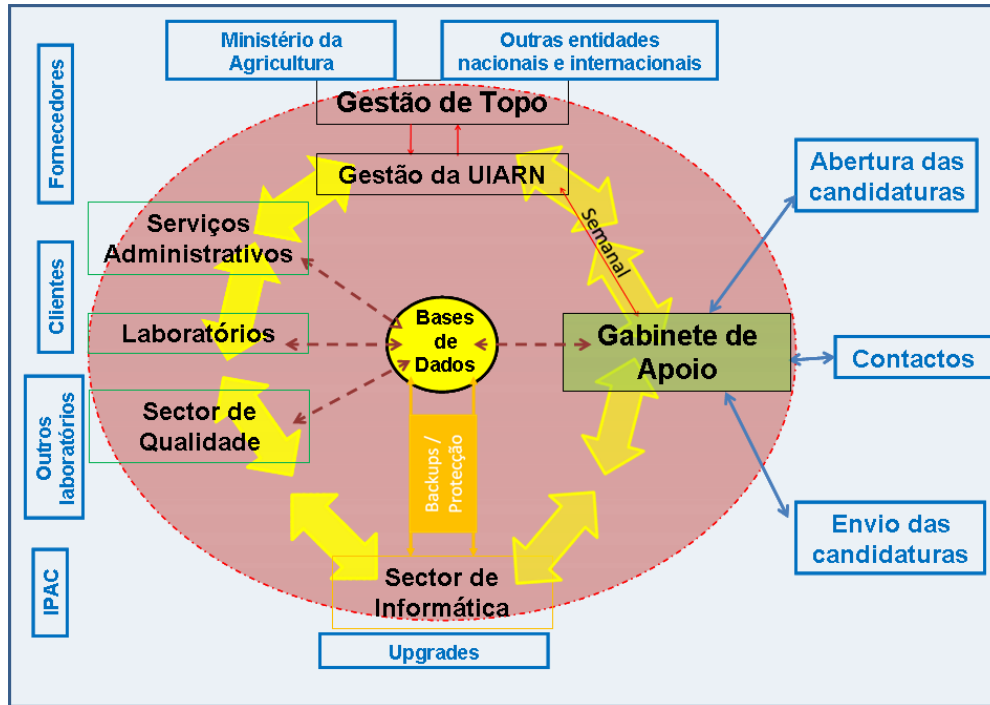 Ministério da
Agricultura
Outras entidades
nacionais e internacionais
Fornecedores
Gestão de Topo
Gestão da UIARN
Abertura das
candidaturas
Serviços
Administrativos
Semanal
Clientes
Laboratórios
Bases
de
Dados
Gabinete de
Apoio
Contactos
Sector de
Qualidade
Outros
laboratórios
Backups /
Protecção
Envio das
candidaturas
IPAC
Sector de
Informática
Upgrades